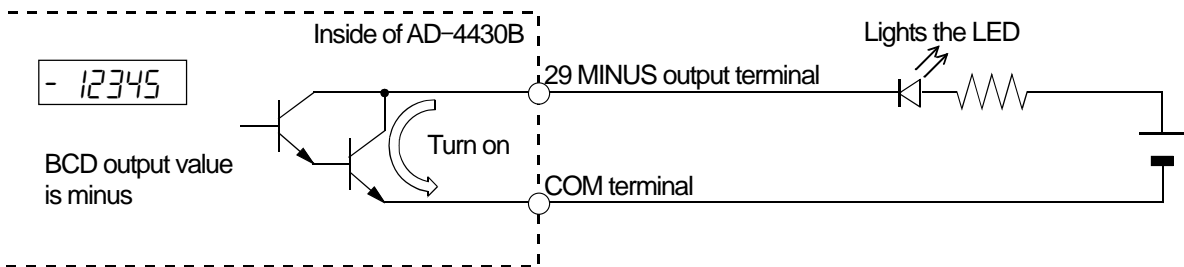 Inside of AD-4430B
Lights the LED
- 12345
29 MINUS output terminal
Turn on
BCD output value
is minus
COM terminal